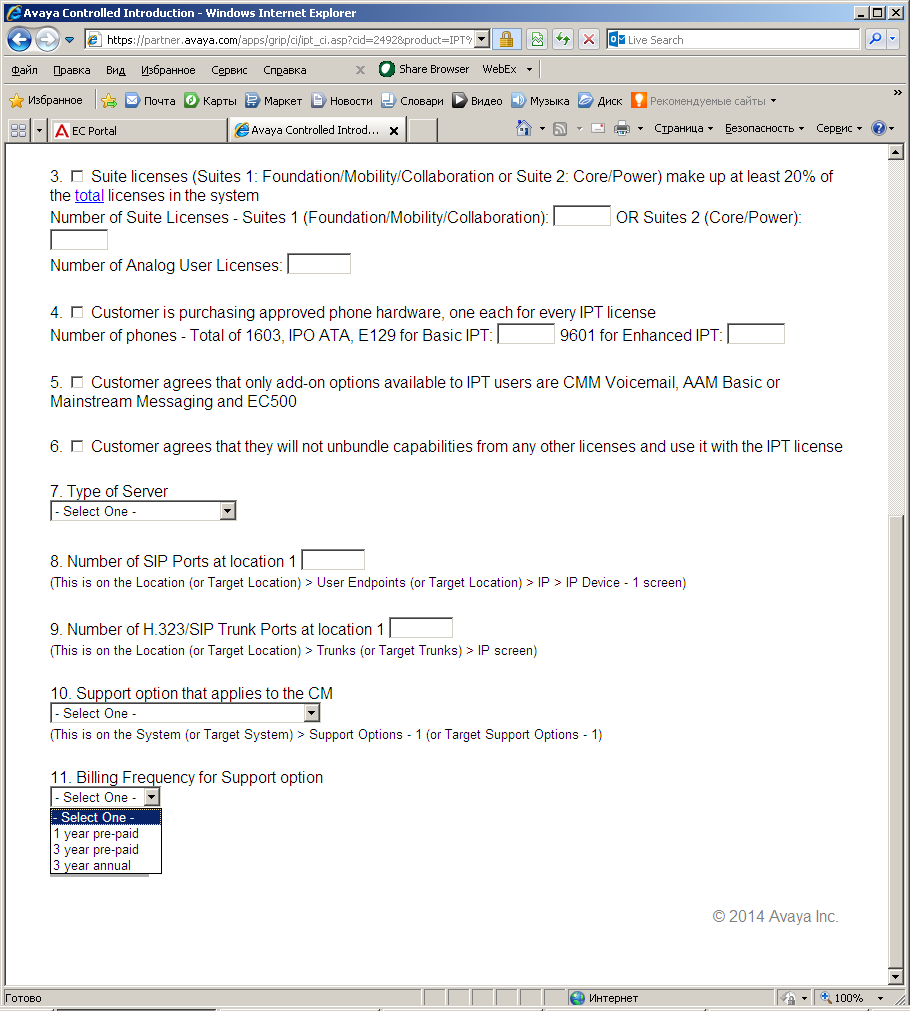 Avaya Controlled Introduction - Windows Internet Explorer
https://partner.avaya.com/apps/grip/ci/ipt_ci.asp?cid=2492&product=IPT%
Live Search
Файл Правка Вид Избранное Сервис Справка x Share Browser WebEx
Избранное Почта Карты Маркет Новости Словари Видео Музыка Диск Рекомендуемые сайты »
EC Portal Avaya Controlled Introd... x Страница Безопасность Сервис
3. Suite licenses (Suites 1: Foundation/Mobility/Collaboration or Suite 2: Core/Power) make up at least 20% of
the total licenses in the system
Number of Suite Licenses - Suites 1 (Foundation/Mobility/Collaboration): OR Suites 2 (Core/Power):
Number of Analog User Licenses:
4. Customer is purchasing approved phone hardware, one each for every IPT license
Number of phones - Total of 1603, IPO ATA, E129 for Basic IPT: 9601 for Enhanced IPT:
5. Customer agrees that only add-on options available to IPT users are CMM Voicemail, AAM Basic or
Mainstream Messaging and EC500
6. Customer agrees that they will not unbundle capabilities from any other licenses and use it with the IPT license
7. Type of Server
- Select One -
8. Number of SIP Ports at location 1
(This is on the Location (or Target Location) > User Endpoints (or Target Location) > IP > IP Device - 1 screen)
9. Number of H.323/SIP Trunk Ports at location 1
(This is on the Location (or Target Location) > Trunks (or Target Trunks) > IP screen)
10. Support option that applies to the CM
- Select One -
(This is on the System (or Target System) > Support Options - 1 (or Target Support Options - 1)
11. Billing Frequency for Support option
- Select One -
- Select One -
1 year pre-paid
3 year pre-paid
3 year annual
© 2014 Avaya Inc.
Готово Интернет 100%